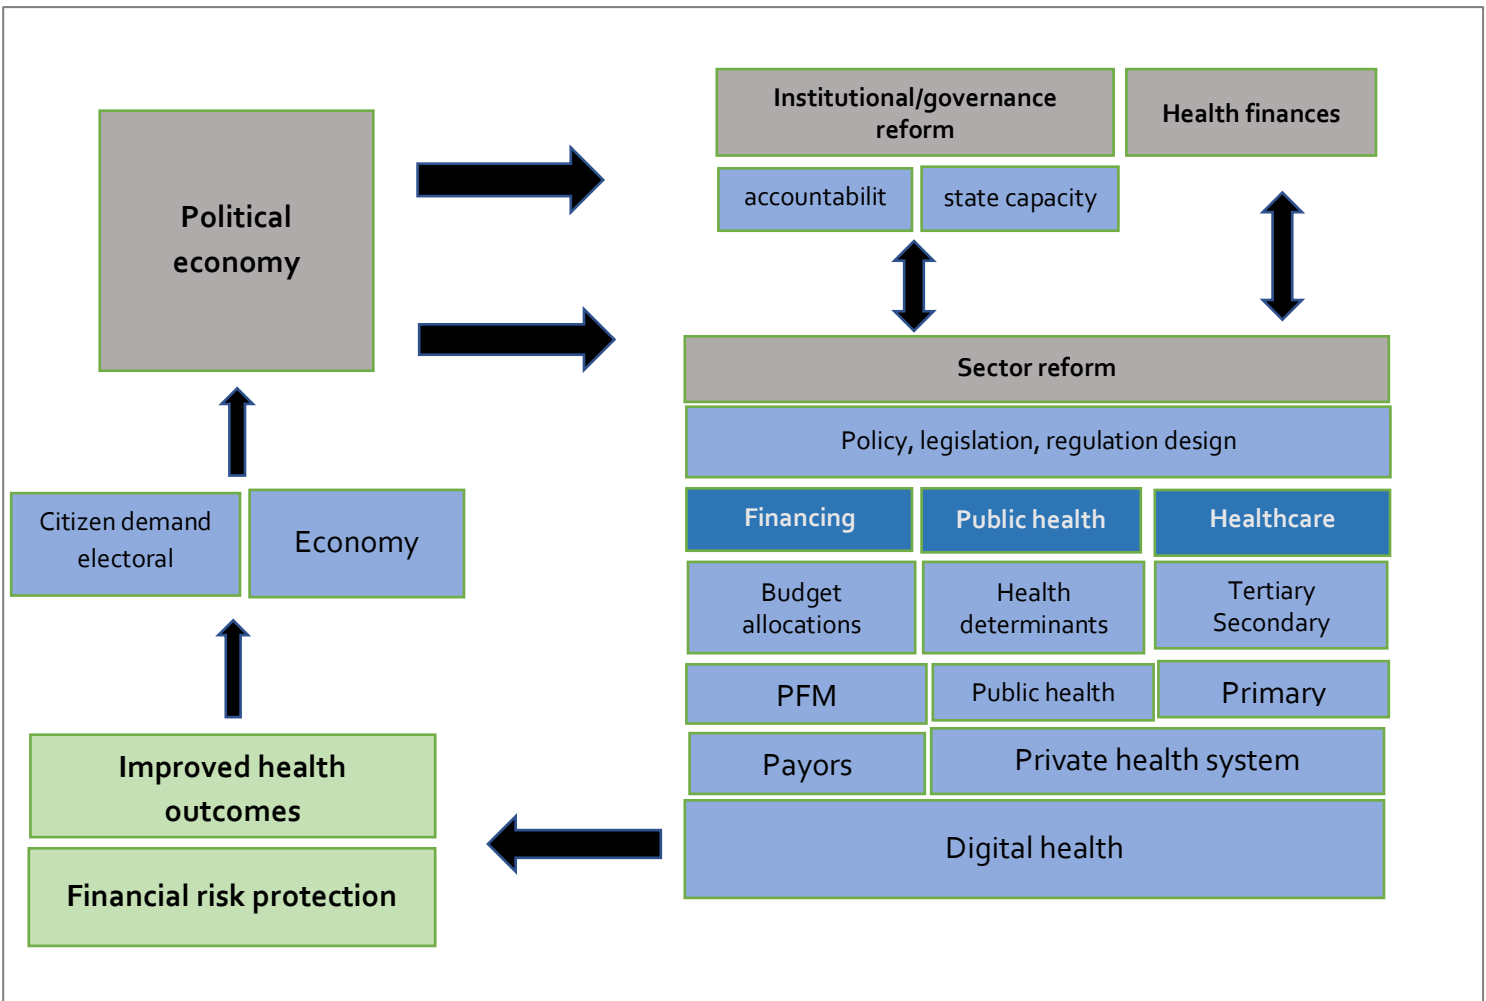 Institutional/governance
reform
Health finances
Political
economy
accountabilit
state capacity
Sector reform
Policy, legislation, regulation design
Citizen demand
electoral
Economy
Financing
Public health
Healthcare
Budget
allocations
Health
determinants
Tertiary
Secondary
PFM
Public health
Primary
Improved health
outcomes
Payors
Private health system
Financial risk protection
Digital health